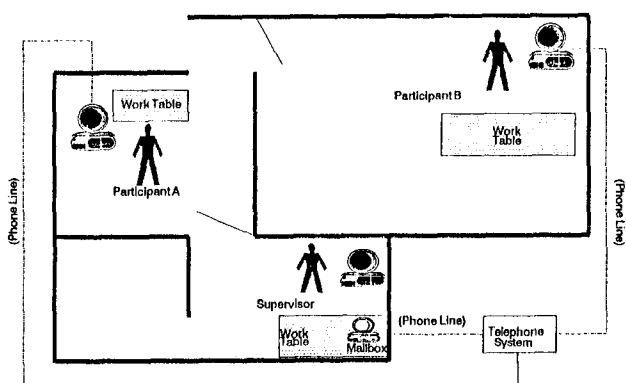 Work Table
Participant A
Participant B
Work
Table
(Phone Line)
(Phone Line)
Supervisor
Work
Table
Mailbox
(Phone Line)
Telephone
System